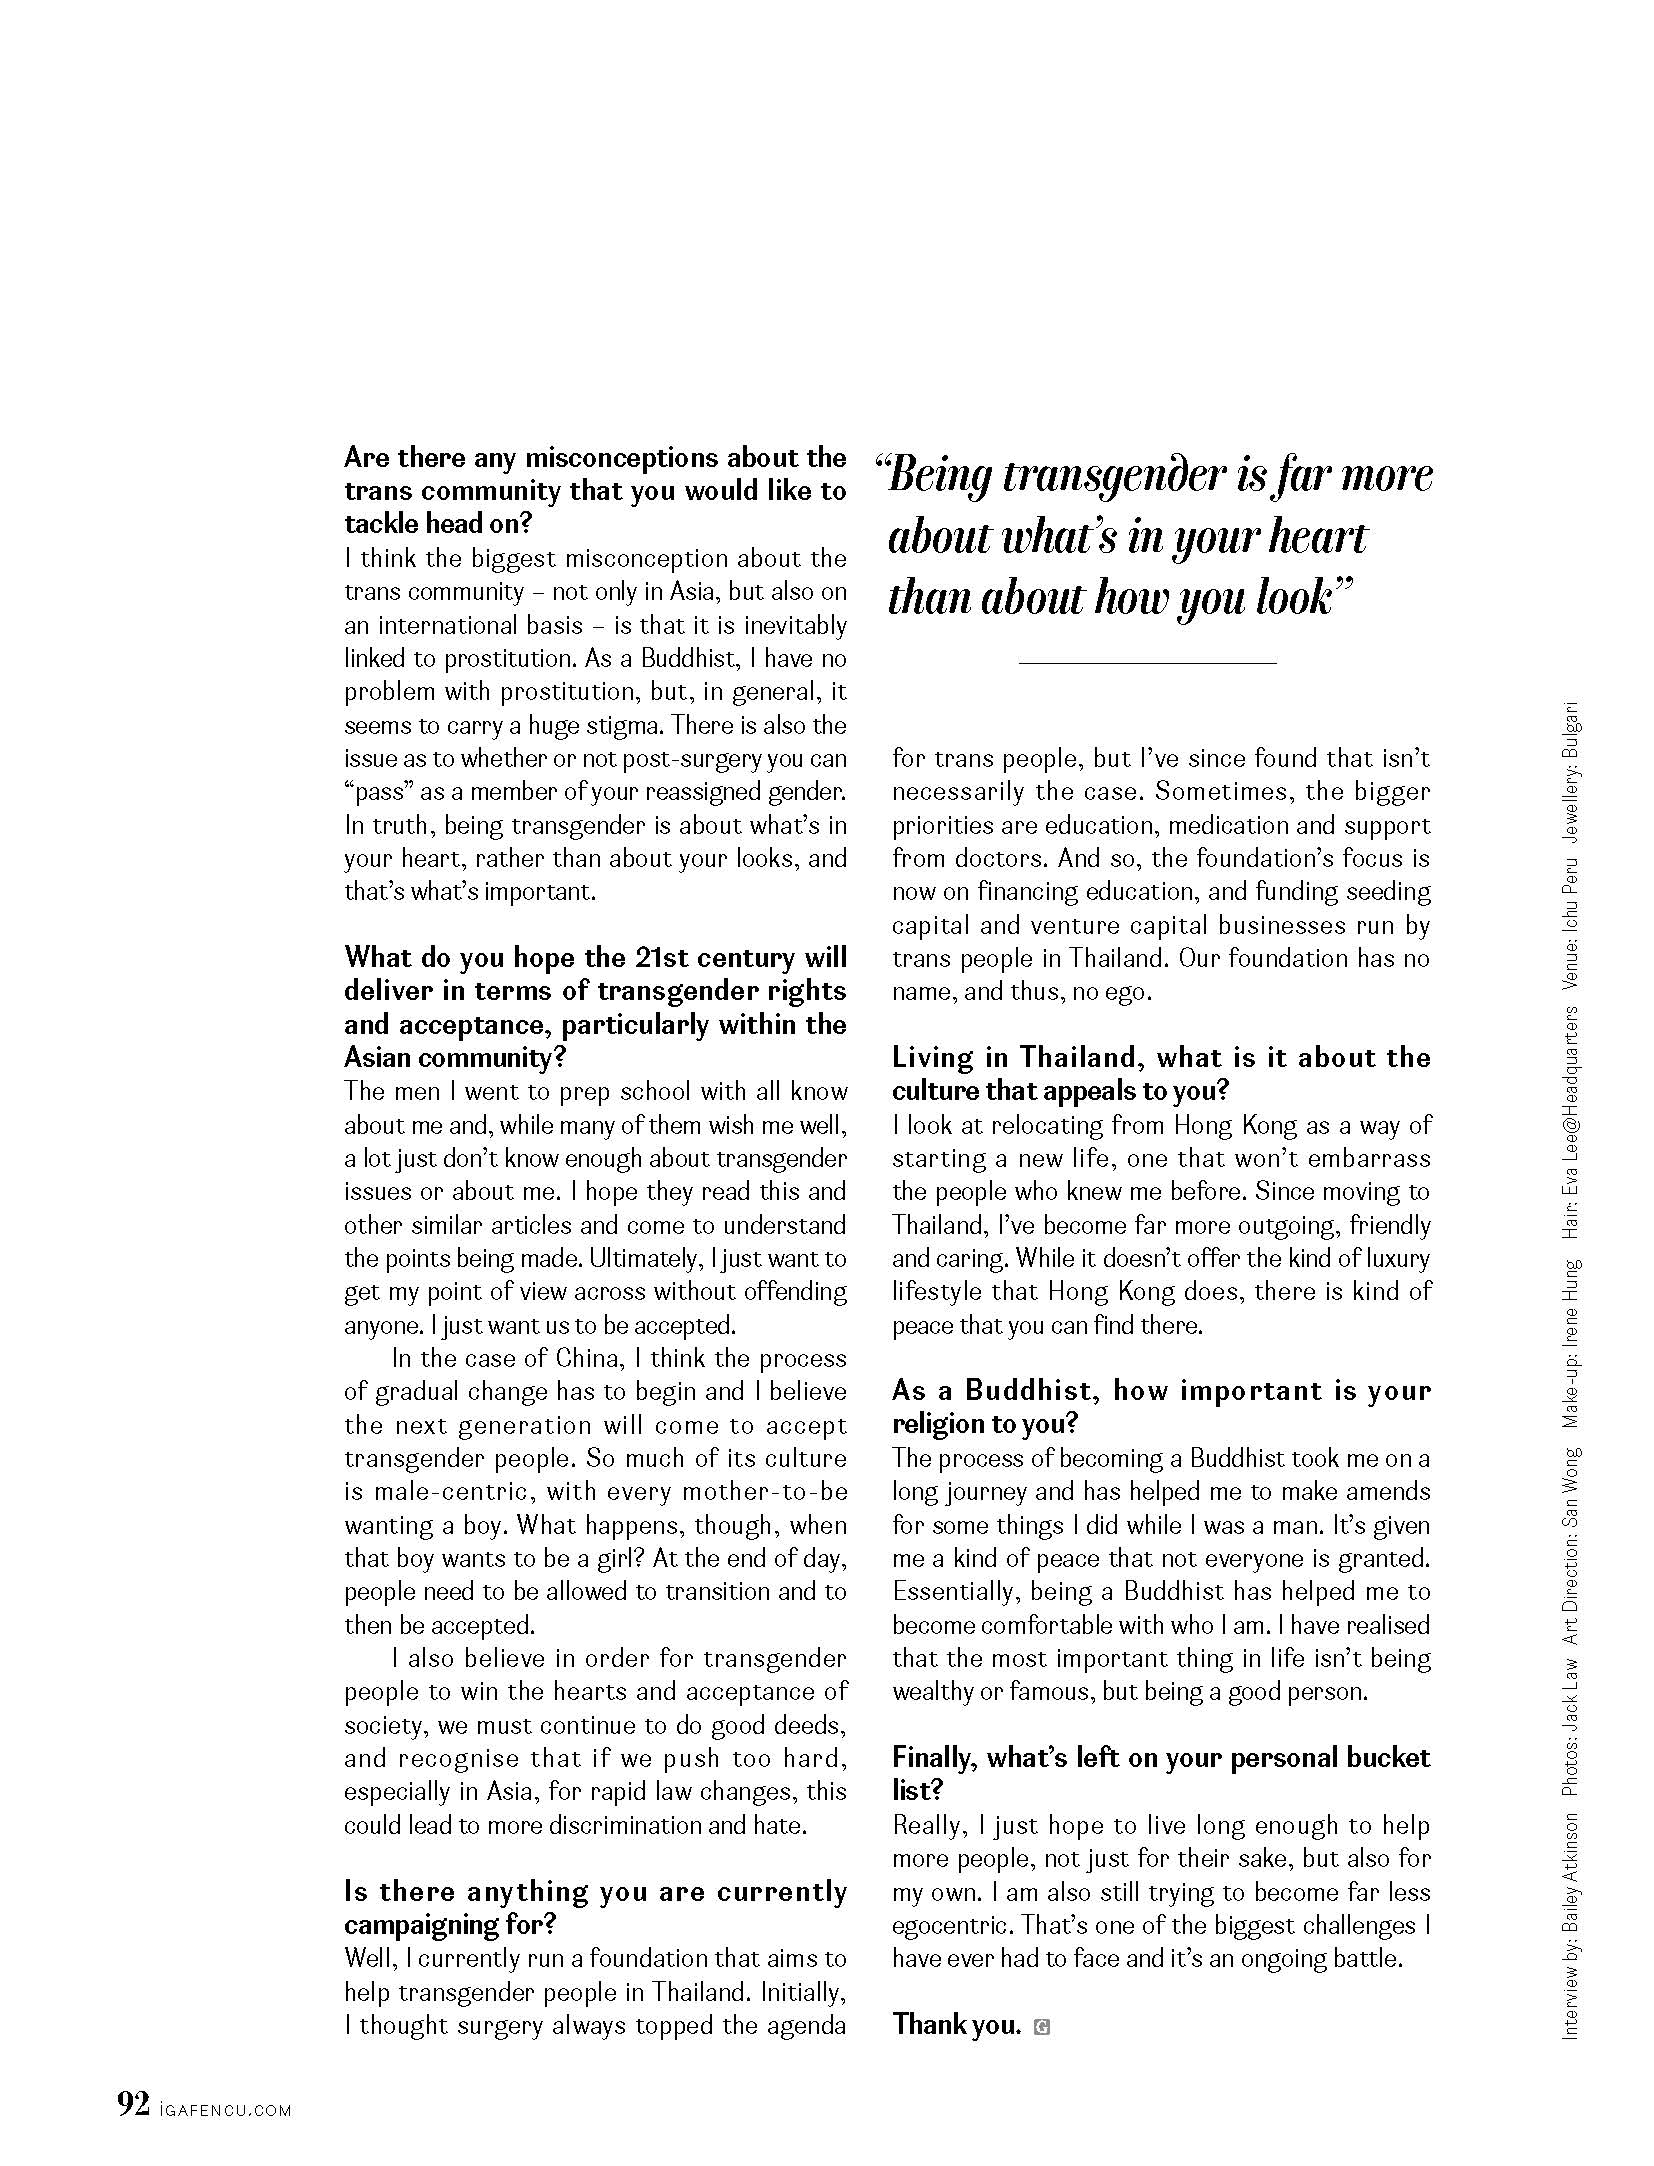 Are there any misconceptions about the
trans community that you would like to
tackle head on?
I think the biggest misconception about the
trans community – not only in Asia, but also on
an international basis – is that it is inevitably
linked to prostitution. As a Buddhist, I have no
problem with prostitution, but, in general, it
seems to carry a huge stigma. There is also the
issue as to whether or not post-surgery you can
“pass” as a member of your reassigned gender.
In truth, being transgender is about what’s in
your heart, rather than about your looks, and
that’s what’s important.
What do you hope the 21st century will
deliver in terms of transgender rights
and acceptance, particularly within the
Asian community?
The men I went to prep school with all know
about me and, while many of them wish me well,
a lot just don’t know enough about transgender
issues or about me. I hope they read this and
other similar articles and come to understand
the points being made. Ultimately, I just want to
get my point of view across without offending
anyone. I just want us to be accepted.
In the case of China, I think the process
of gradual change has to begin and I believe
the next generation will come to accept
transgender people. So much of its culture
is male-centric, with every mother-to-be
wanting a boy. What happens, though, when
that boy wants to be a girl? At the end of day,
people need to be allowed to transition and to
then be accepted.
I also believe in order for transgender
people to win the hearts and acceptance of
society, we must continue to do good deeds,
and recognise that if we push too hard,
especially in Asia, for rapid law changes, this
could lead to more discrimination and hate.
Is there anything you are currently
campaigning for?
Well, I currently run a foundation that aims to
help transgender people in Thailand. Initially,
I thought surgery always topped the agenda
“Being transgender is far more
about what’s in your heart
than about how you look”
for trans people, but I’ve since found that isn’t
necessarily the case. Sometimes, the bigger
priorities are education, medication and support
from doctors. And so, the foundation’s focus is
now on financing education, and funding seeding
capital and venture capital businesses run by
trans people in Thailand. Our foundation has no
name, and thus, no ego.
Living in Thailand, what is it about the
culture that appeals to you?
I look at relocating from Hong Kong as a way of
starting a new life, one that won’t embarrass
the people who knew me before. Since moving to
Thailand, I’ve become far more outgoing, friendly
and caring. While it doesn’t offer the kind of luxury
lifestyle that Hong Kong does, there is kind of
peace that you can find there.
As a Buddhist, how important is your
religion to you?
The process of becoming a Buddhist took me on a
long journey and has helped me to make amends
for some things I did while I was a man. It’s given
me a kind of peace that not everyone is granted.
Essentially, being a Buddhist has helped me to
become comfortable with who I am. I have realised
that the most important thing in life isn’t being
wealthy or famous, but being a good person.
Finally, what’s left on your personal bucket
list?
Really, I just hope to live long enough to help
more people, not just for their sake, but also for
my own. I am also still trying to become far less
egocentric. That’s one of the biggest challenges I
have ever had to face and it’s an ongoing battle.
Thank you. G
Interview by: Bailey Atkinson Photos: Jack Law Art Direction: San Wong Make-up: Irene Hung Hair: Eva Lee@Headquarters Venue: Ichu Peru Jewellery: Bulgari
92 iGAFENCU.COM